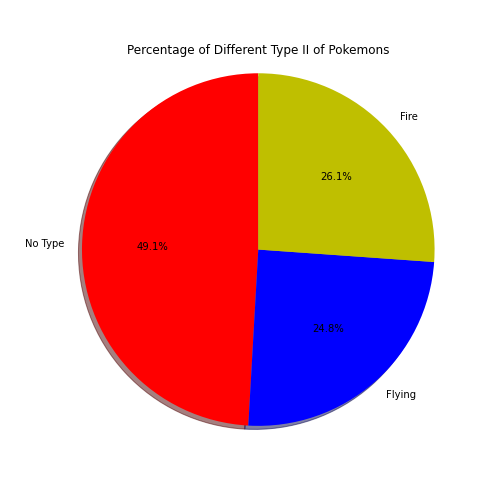 Percentage of Different Type II of Pokemons
Fire
26.1%
No Type
49.1%
24.8%
Flying